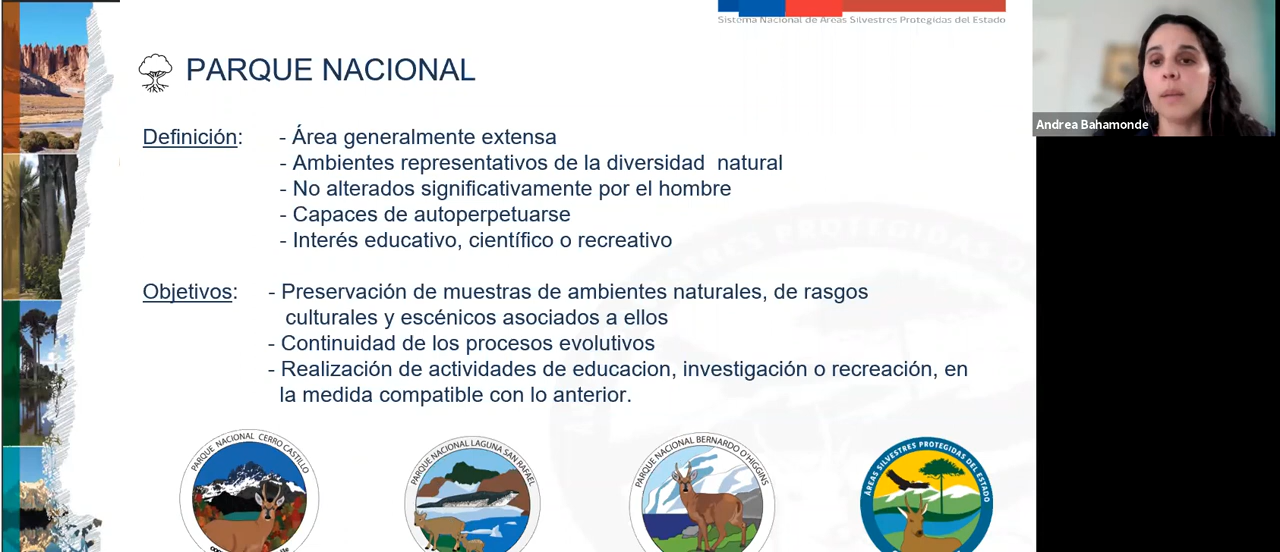 Sistema Nacional de Áreas Silvestres Protegidas del Estado
PARQUE NACIONAL
Andrea Bahamonde
Definición: - Área generalmente extensa
- Ambientes representativos de la diversidad natural
- No alterados significativamente por el hombre
- Capaces de autoperpetuarse
- Interés educativo, científico o recreativo
Objetivos: - Preservación de muestras de ambientes naturales, de rasgos
culturales y escénicos asociados a ellos
- Continuidad de los procesos evolutivos
- Realización de actividades de educacion, investigación o recreación, en
la medida compatible con lo anterior.
PARQUE NACIONAL CERRO CASTILLO
PARQUE NACIONAL LAGUNA SAN RAFAEL
PARQUE NACIONAL BERNARDO O'HIGGINS
ÁREAS SILVESTRES PROTEGIDAS DEL ESTADO